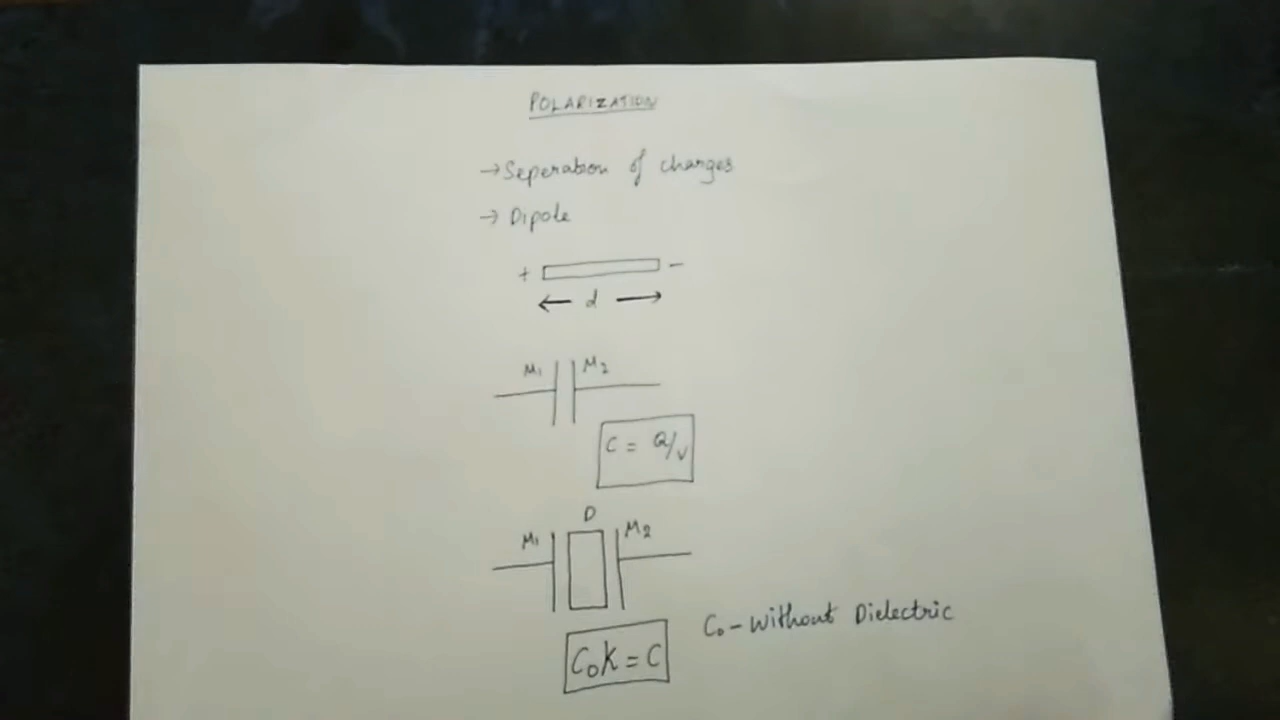 POLARIZATION
→ Seperation of charges
→ Dipole
+ −
← d →
M₁ M₂
C = Q/V
D
M₁ M₂
C₀ - Without Dielectric
C₀K = C